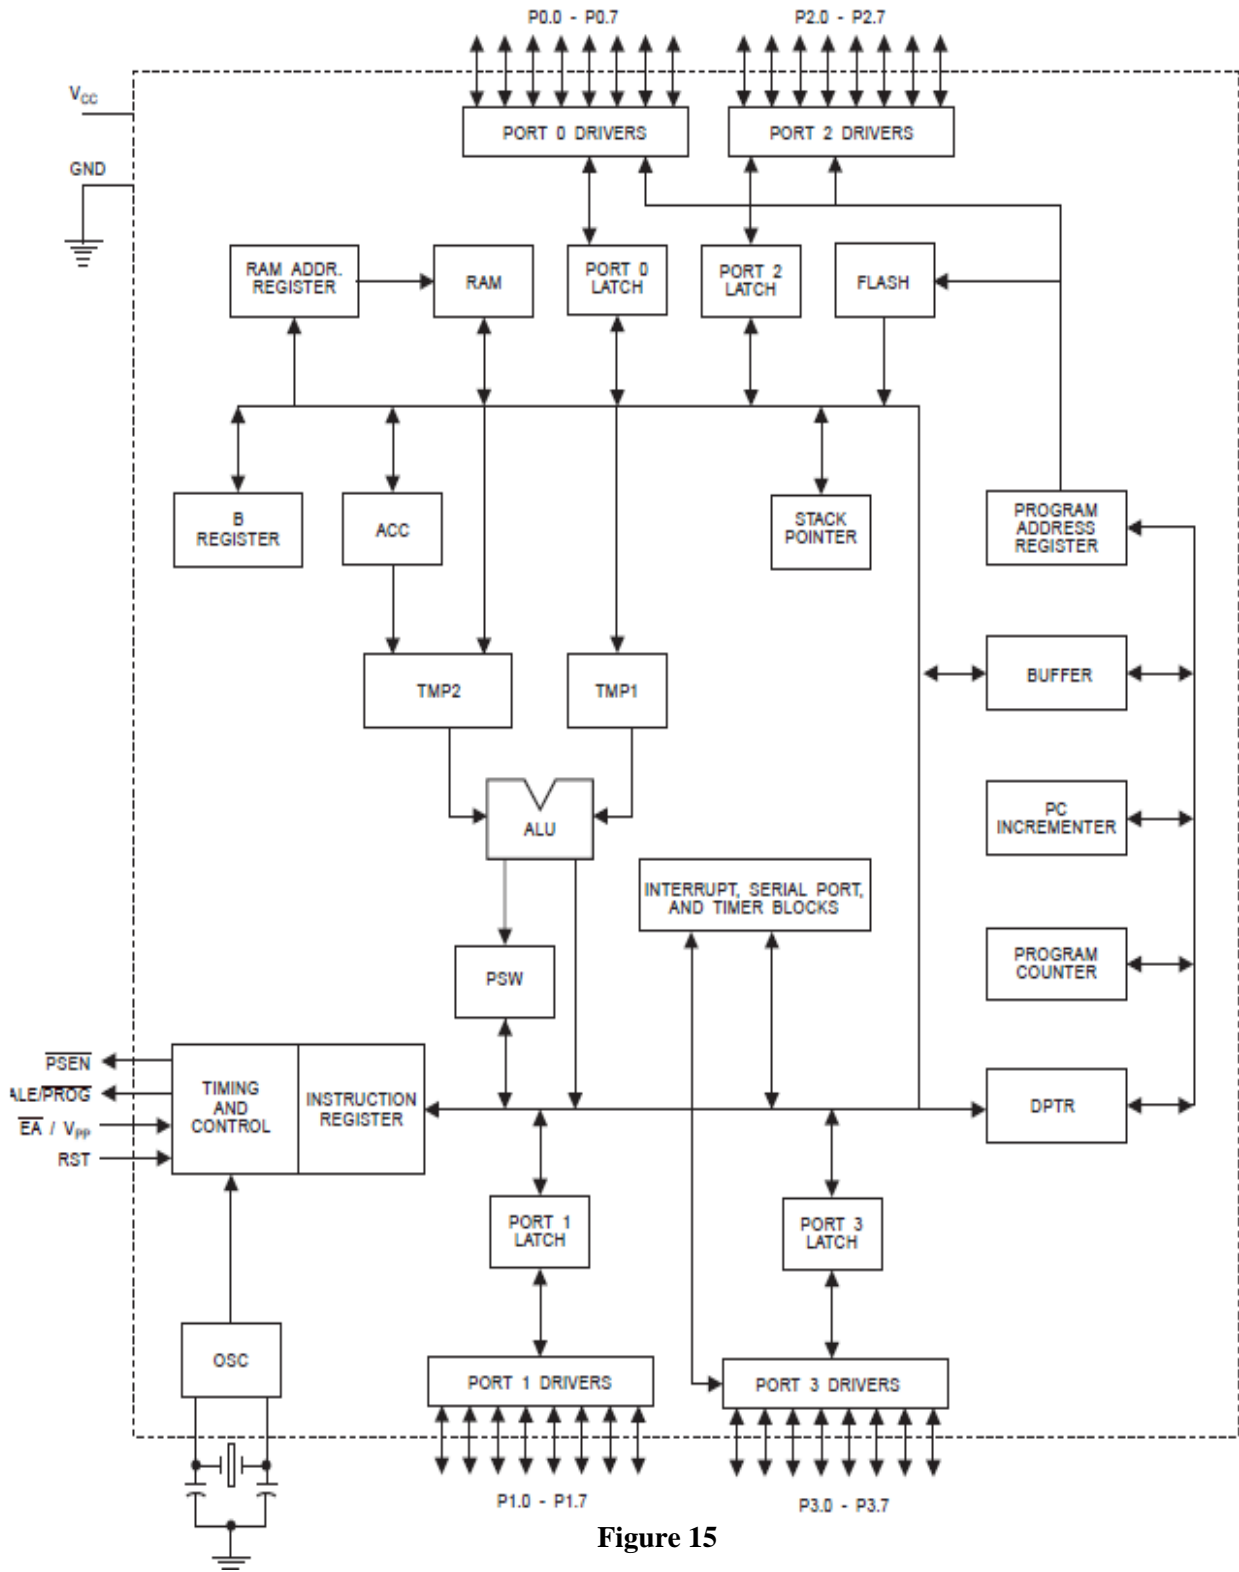 P0.0 - P0.7
P2.0 - P2.7
VCC
PORT 0 DRIVERS
PORT 2 DRIVERS
GND
RAM ADDR.
REGISTER
RAM
PORT 0
LATCH
PORT 2
LATCH
FLASH
B
REGISTER
ACC
STACK
POINTER
PROGRAM
ADDRESS
REGISTER
TMP2
TMP1
BUFFER
ALU
PC
INCREMENTER
INTERRUPT, SERIAL PORT,
AND TIMER BLOCKS
PSW
PROGRAM
COUNTER
PSEN
ALE/PROG
EA / VPP
RST
TIMING
AND
CONTROL
INSTRUCTION
REGISTER
DPTR
PORT 1
LATCH
PORT 3
LATCH
OSC
PORT 1 DRIVERS
PORT 3 DRIVERS
P1.0 - P1.7
P3.0 - P3.7
Figure 15